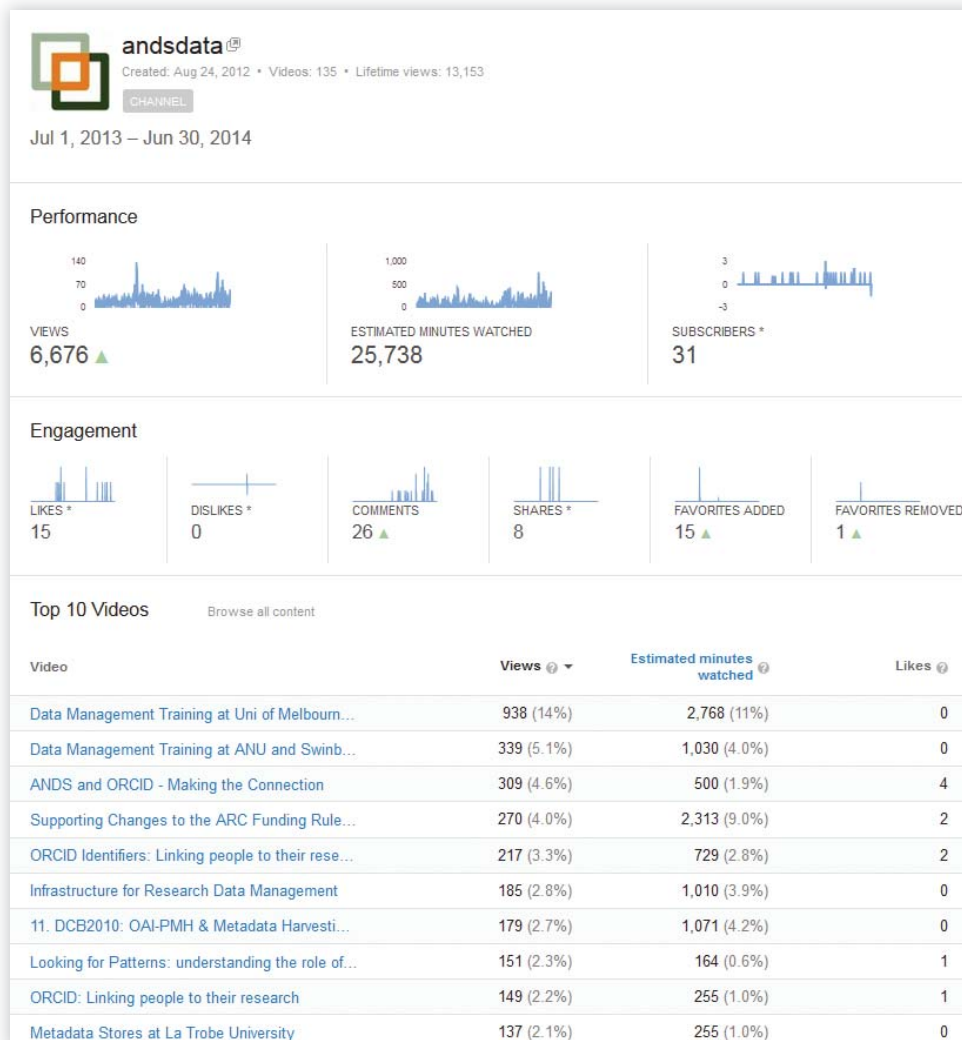 andsdata
Created: Aug 24, 2012 • Videos: 135 • Lifetime views: 13,153
CHANNEL
Jul 1, 2013 – Jun 30, 2014
Performance
140
70
0
VIEWS
6,676
1,000
500
0
ESTIMATED MINUTES WATCHED
25,738
3
0
-3
SUBSCRIBERS *
31
Engagement
LIKES *
15
DISLIKES *
0
COMMENTS
26
SHARES *
8
FAVORITES ADDED
15
FAVORITES REMOVED
1
Top 10 Videos Browse all content
Video Views Estimated minutes watched Likes
Data Management Training at Uni of Melbourn... 938 (14%) 2,768 (11%) 0
Data Management Training at ANU and Swinb... 339 (5.1%) 1,030 (4.0%) 0
ANDS and ORCID - Making the Connection 309 (4.6%) 500 (1.9%) 4
Supporting Changes to the ARC Funding Rule... 270 (4.0%) 2,313 (9.0%) 2
ORCID Identifiers: Linking people to their rese... 217 (3.3%) 729 (2.8%) 2
Infrastructure for Research Data Management 185 (2.8%) 1,010 (3.9%) 0
11. DCB2010: OAI-PMH & Metadata Harvesti... 179 (2.7%) 1,071 (4.2%) 0
Looking for Patterns: understanding the role of... 151 (2.3%) 164 (0.6%) 1
ORCID: Linking people to their research 149 (2.2%) 255 (1.0%) 1
Metadata Stores at La Trobe University 137 (2.1%) 255 (1.0%) 0